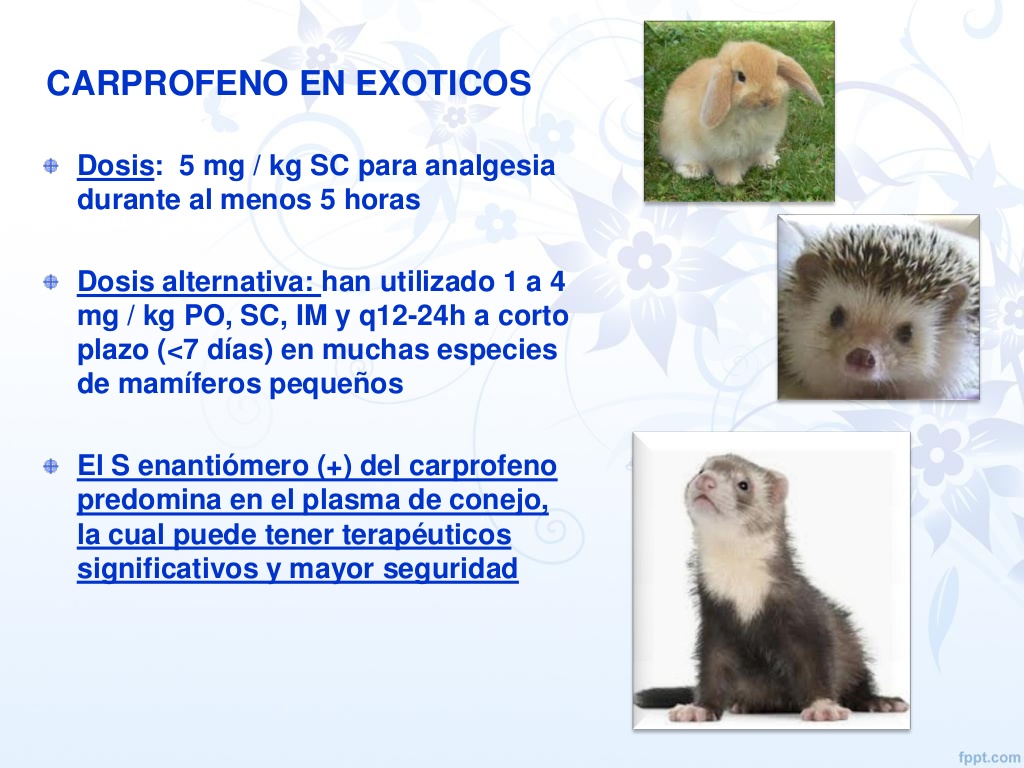 CARPROFENO EN EXOTICOS
Dosis: 5 mg / kg SC para analgesia
durante al menos 5 horas
Dosis alternativa: han utilizado 1 a 4
mg / kg PO, SC, IM y q12-24h a corto
plazo (<7 días) en muchas especies
de mamíferos pequeños
El S enantiómero (+) del carprofeno
predomina en el plasma de conejo,
la cual puede tener terapéuticos
significativos y mayor seguridad
fppt.com